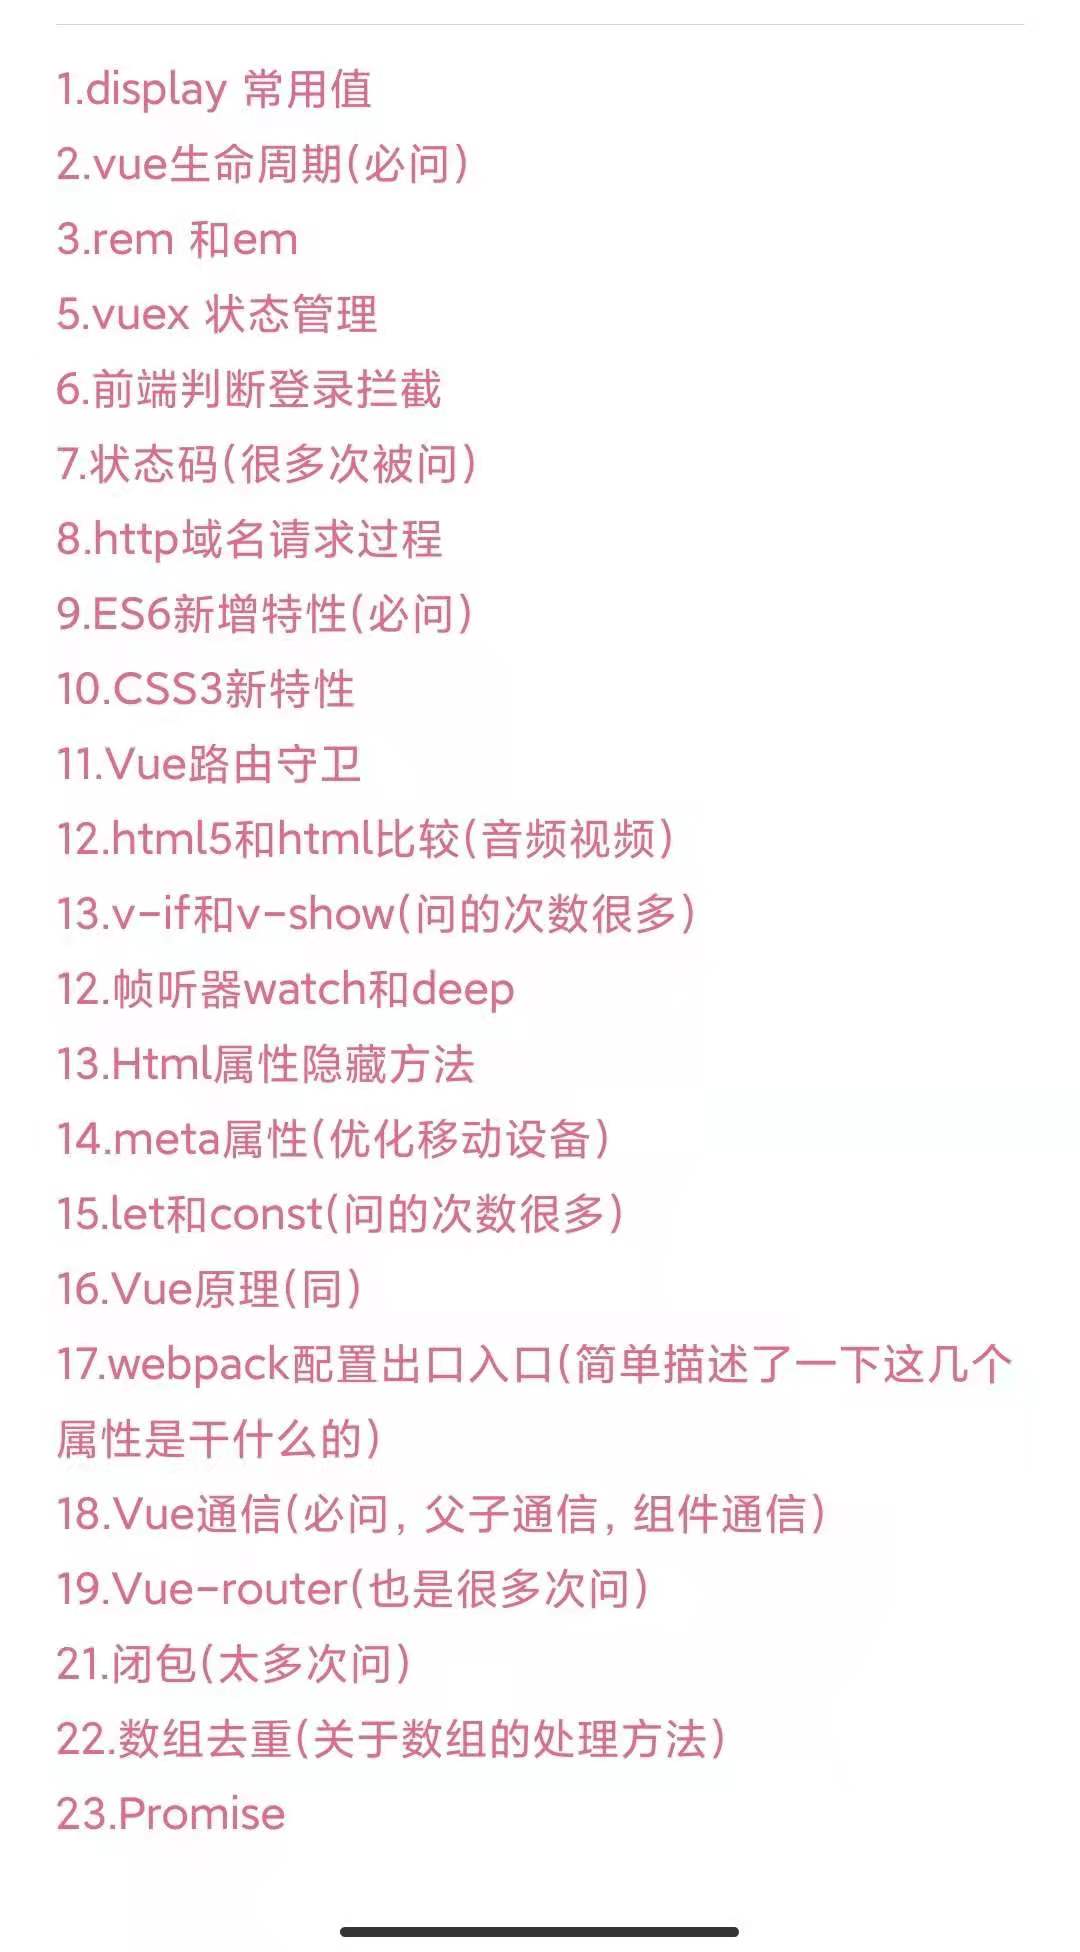 1.display 常用值
2.vue生命周期(必问)
3.rem 和em
5.vuex 状态管理
6.前端判断登录拦截
7.状态码(很多次被问)
8.http域名请求过程
9.ES6新增特性(必问)
10.CSS3新特性
11.Vue路由守卫
12.html5和html比较(音频视频)
13.v-if和v-show(问的次数很多)
12.帧听器watch和deep
13.Html属性隐藏方法
14.meta属性(优化移动设备)
15.let和const(问的次数很多)
16.Vue原理(同)
17.webpack配置出口入口(简单描述了一下这几个
属性是干什么的)
18.Vue通信(必问, 父子通信, 组件通信)
19.Vue-router(也是很多次问)
21.闭包(太多次问)
22.数组去重(关于数组的处理方法)
23.Promise